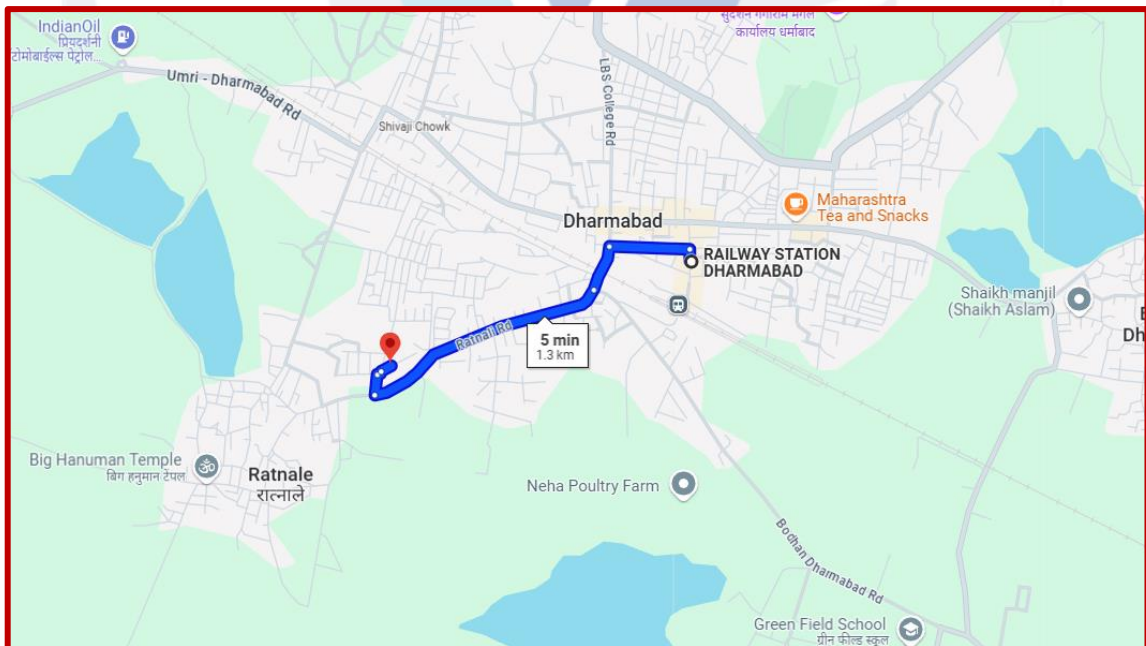 IndianOil
प्रियदर्शनी
Umri - Dharmabad Rd
Shivaji Chowk
LBS College Rd
कार्यालय धर्माबाद
Maharashtra
Tea and Snacks
Dharmabad
RAILWAY STATION
DHARMABAD
Shaikh manjil
(Shaikh Aslam)
Dh
Ratnali Rd
5 min
1.3 km
Big Hanuman Temple
बिग हनुमान टेंपल
Ratnale
रात्नाले
Neha Poultry Farm
Bodhan Dharmabad Rd
Green Field School
ग्रीन फील्ड स्कूल